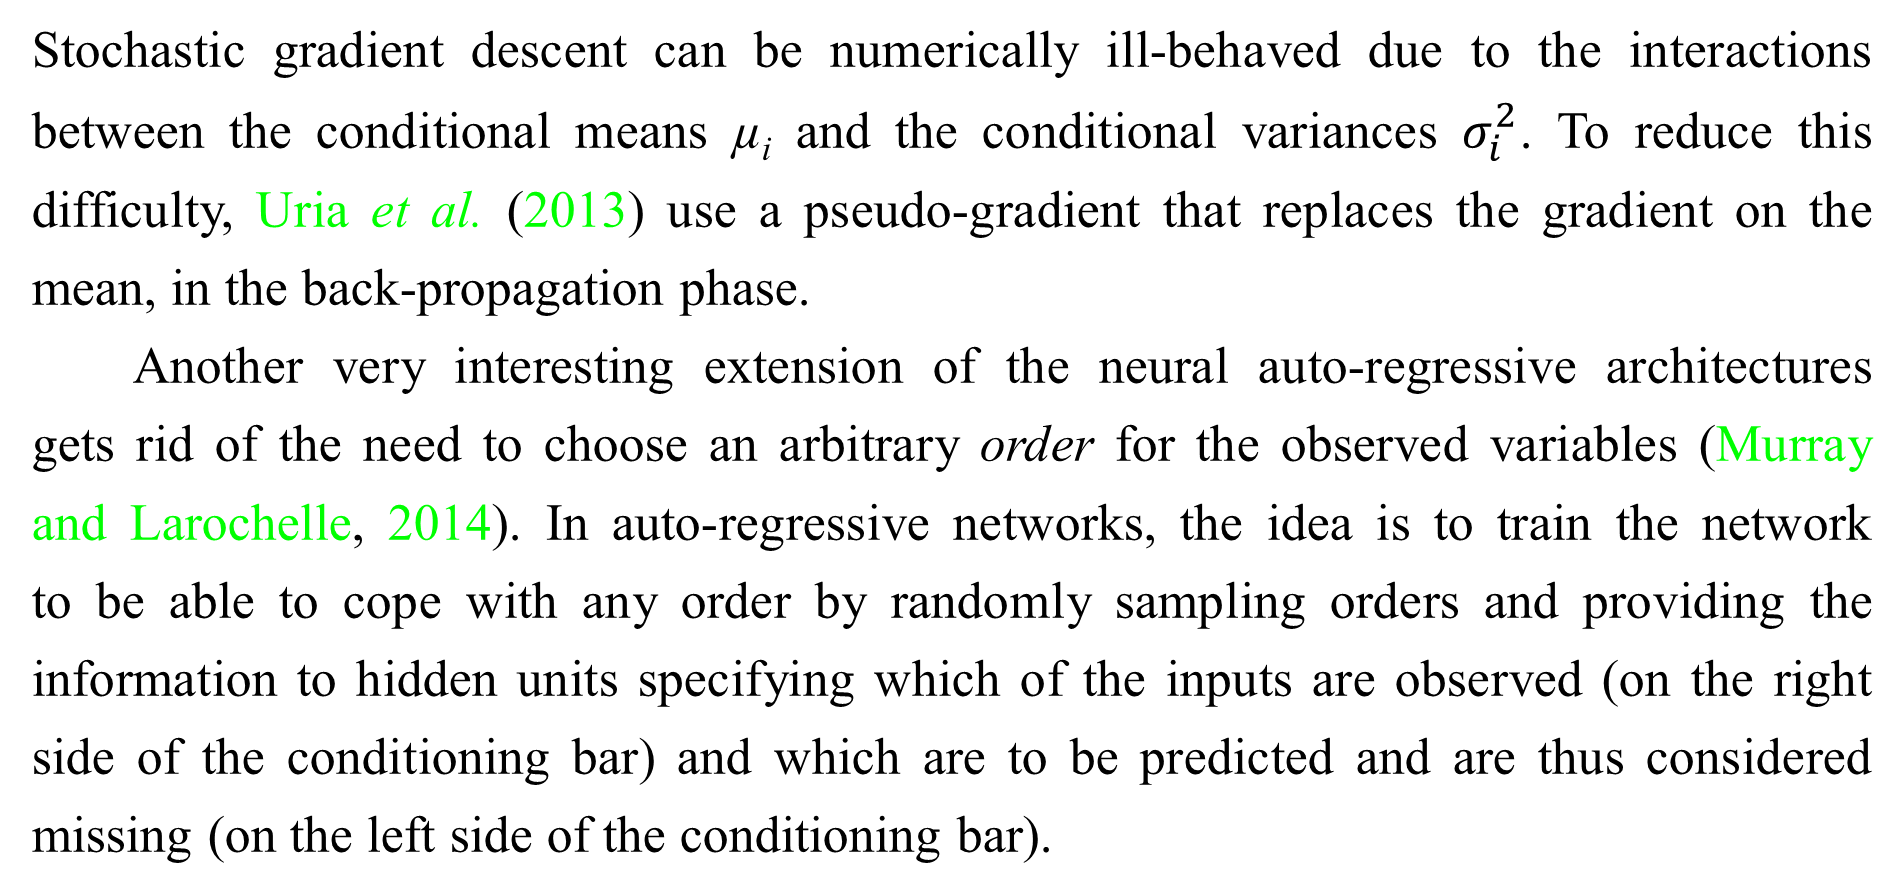 Stochastic gradient descent can be numerically ill-behaved due to the interactions
between the conditional means μᵢ and the conditional variances σᵢ². To reduce this
difficulty, Uria et al. (2013) use a pseudo-gradient that replaces the gradient on the
mean, in the back-propagation phase.
Another very interesting extension of the neural auto-regressive architectures
gets rid of the need to choose an arbitrary order for the observed variables (Murray
and Larochelle, 2014). In auto-regressive networks, the idea is to train the network
to be able to cope with any order by randomly sampling orders and providing the
information to hidden units specifying which of the inputs are observed (on the right
side of the conditioning bar) and which are to be predicted and are thus considered
missing (on the left side of the conditioning bar).